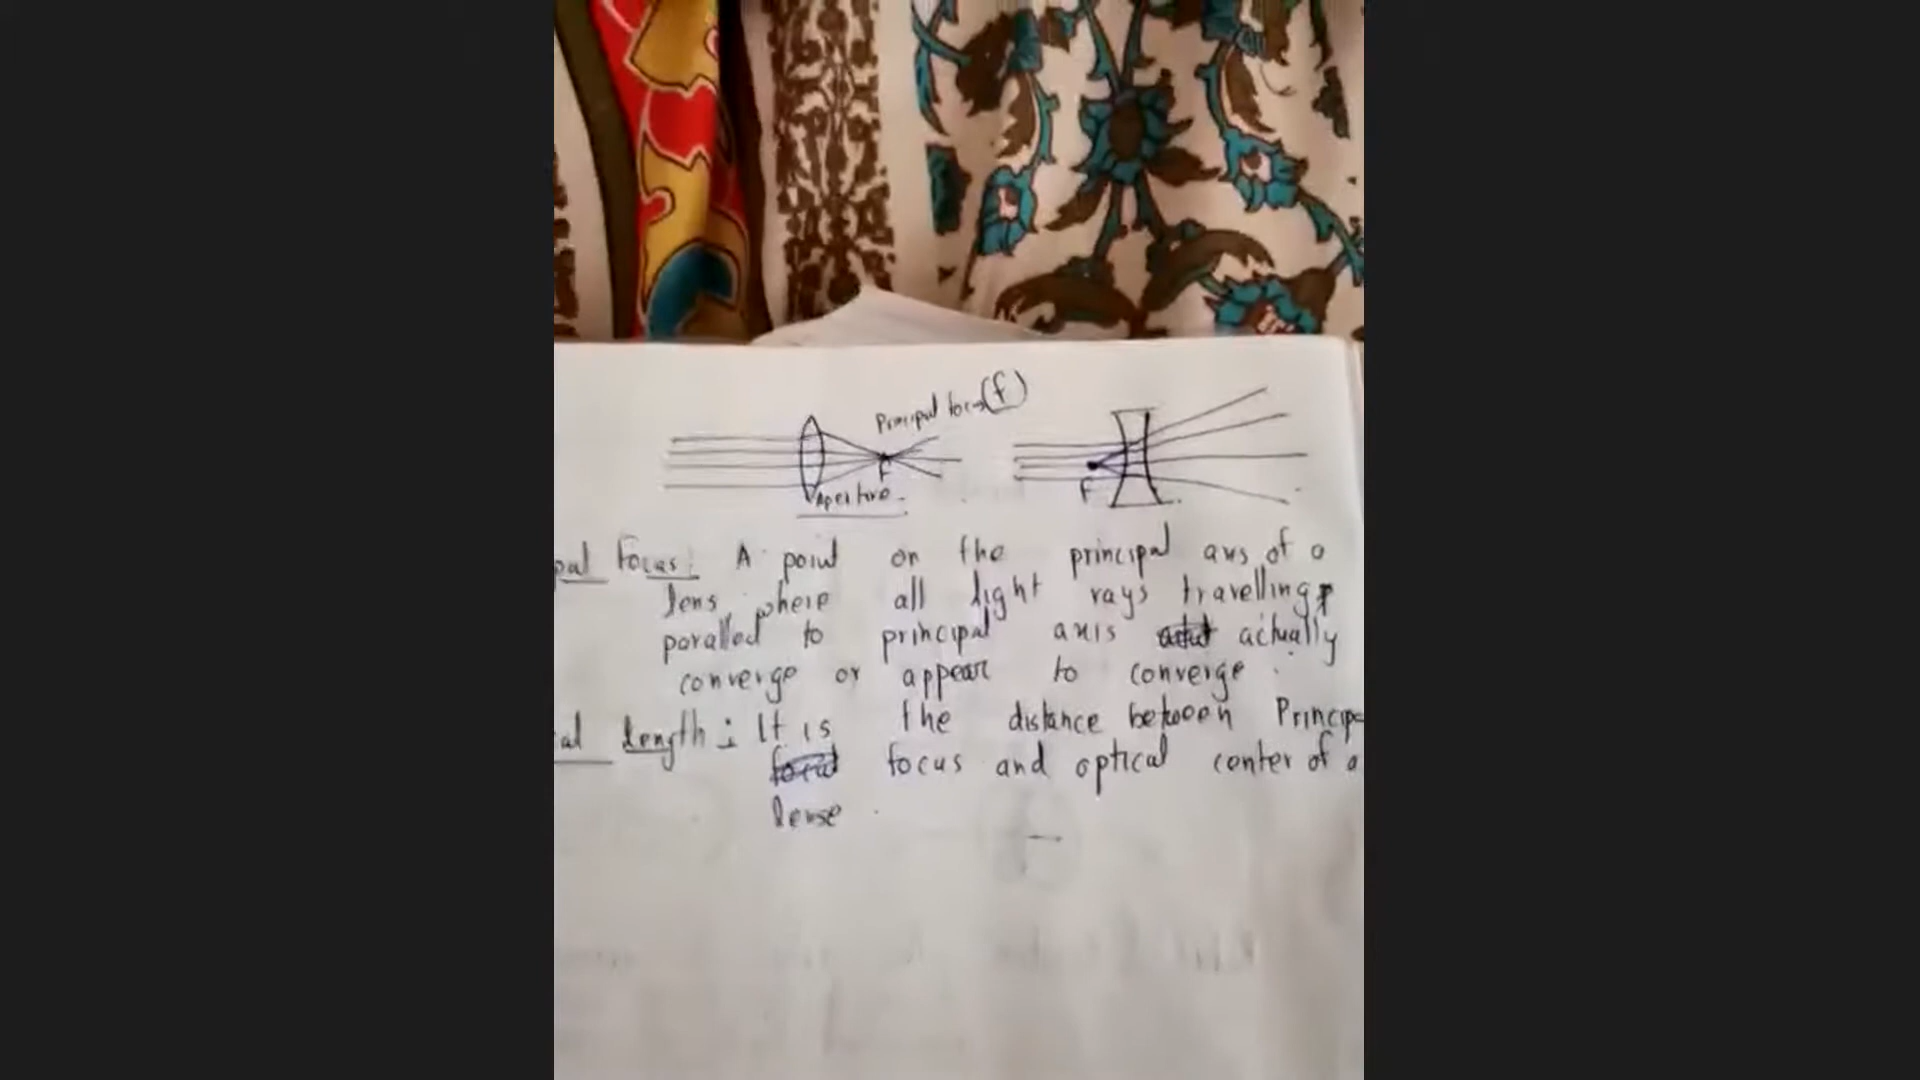 Principal focus (f)
F
Aperture
F
pal Focus: A point on the principal axis of a
lens, where all light rays travelling
parallel to principal axis actually
converge or appear to converge.
cal length: It is the distance between Principa
focus and optical center of a
lense.